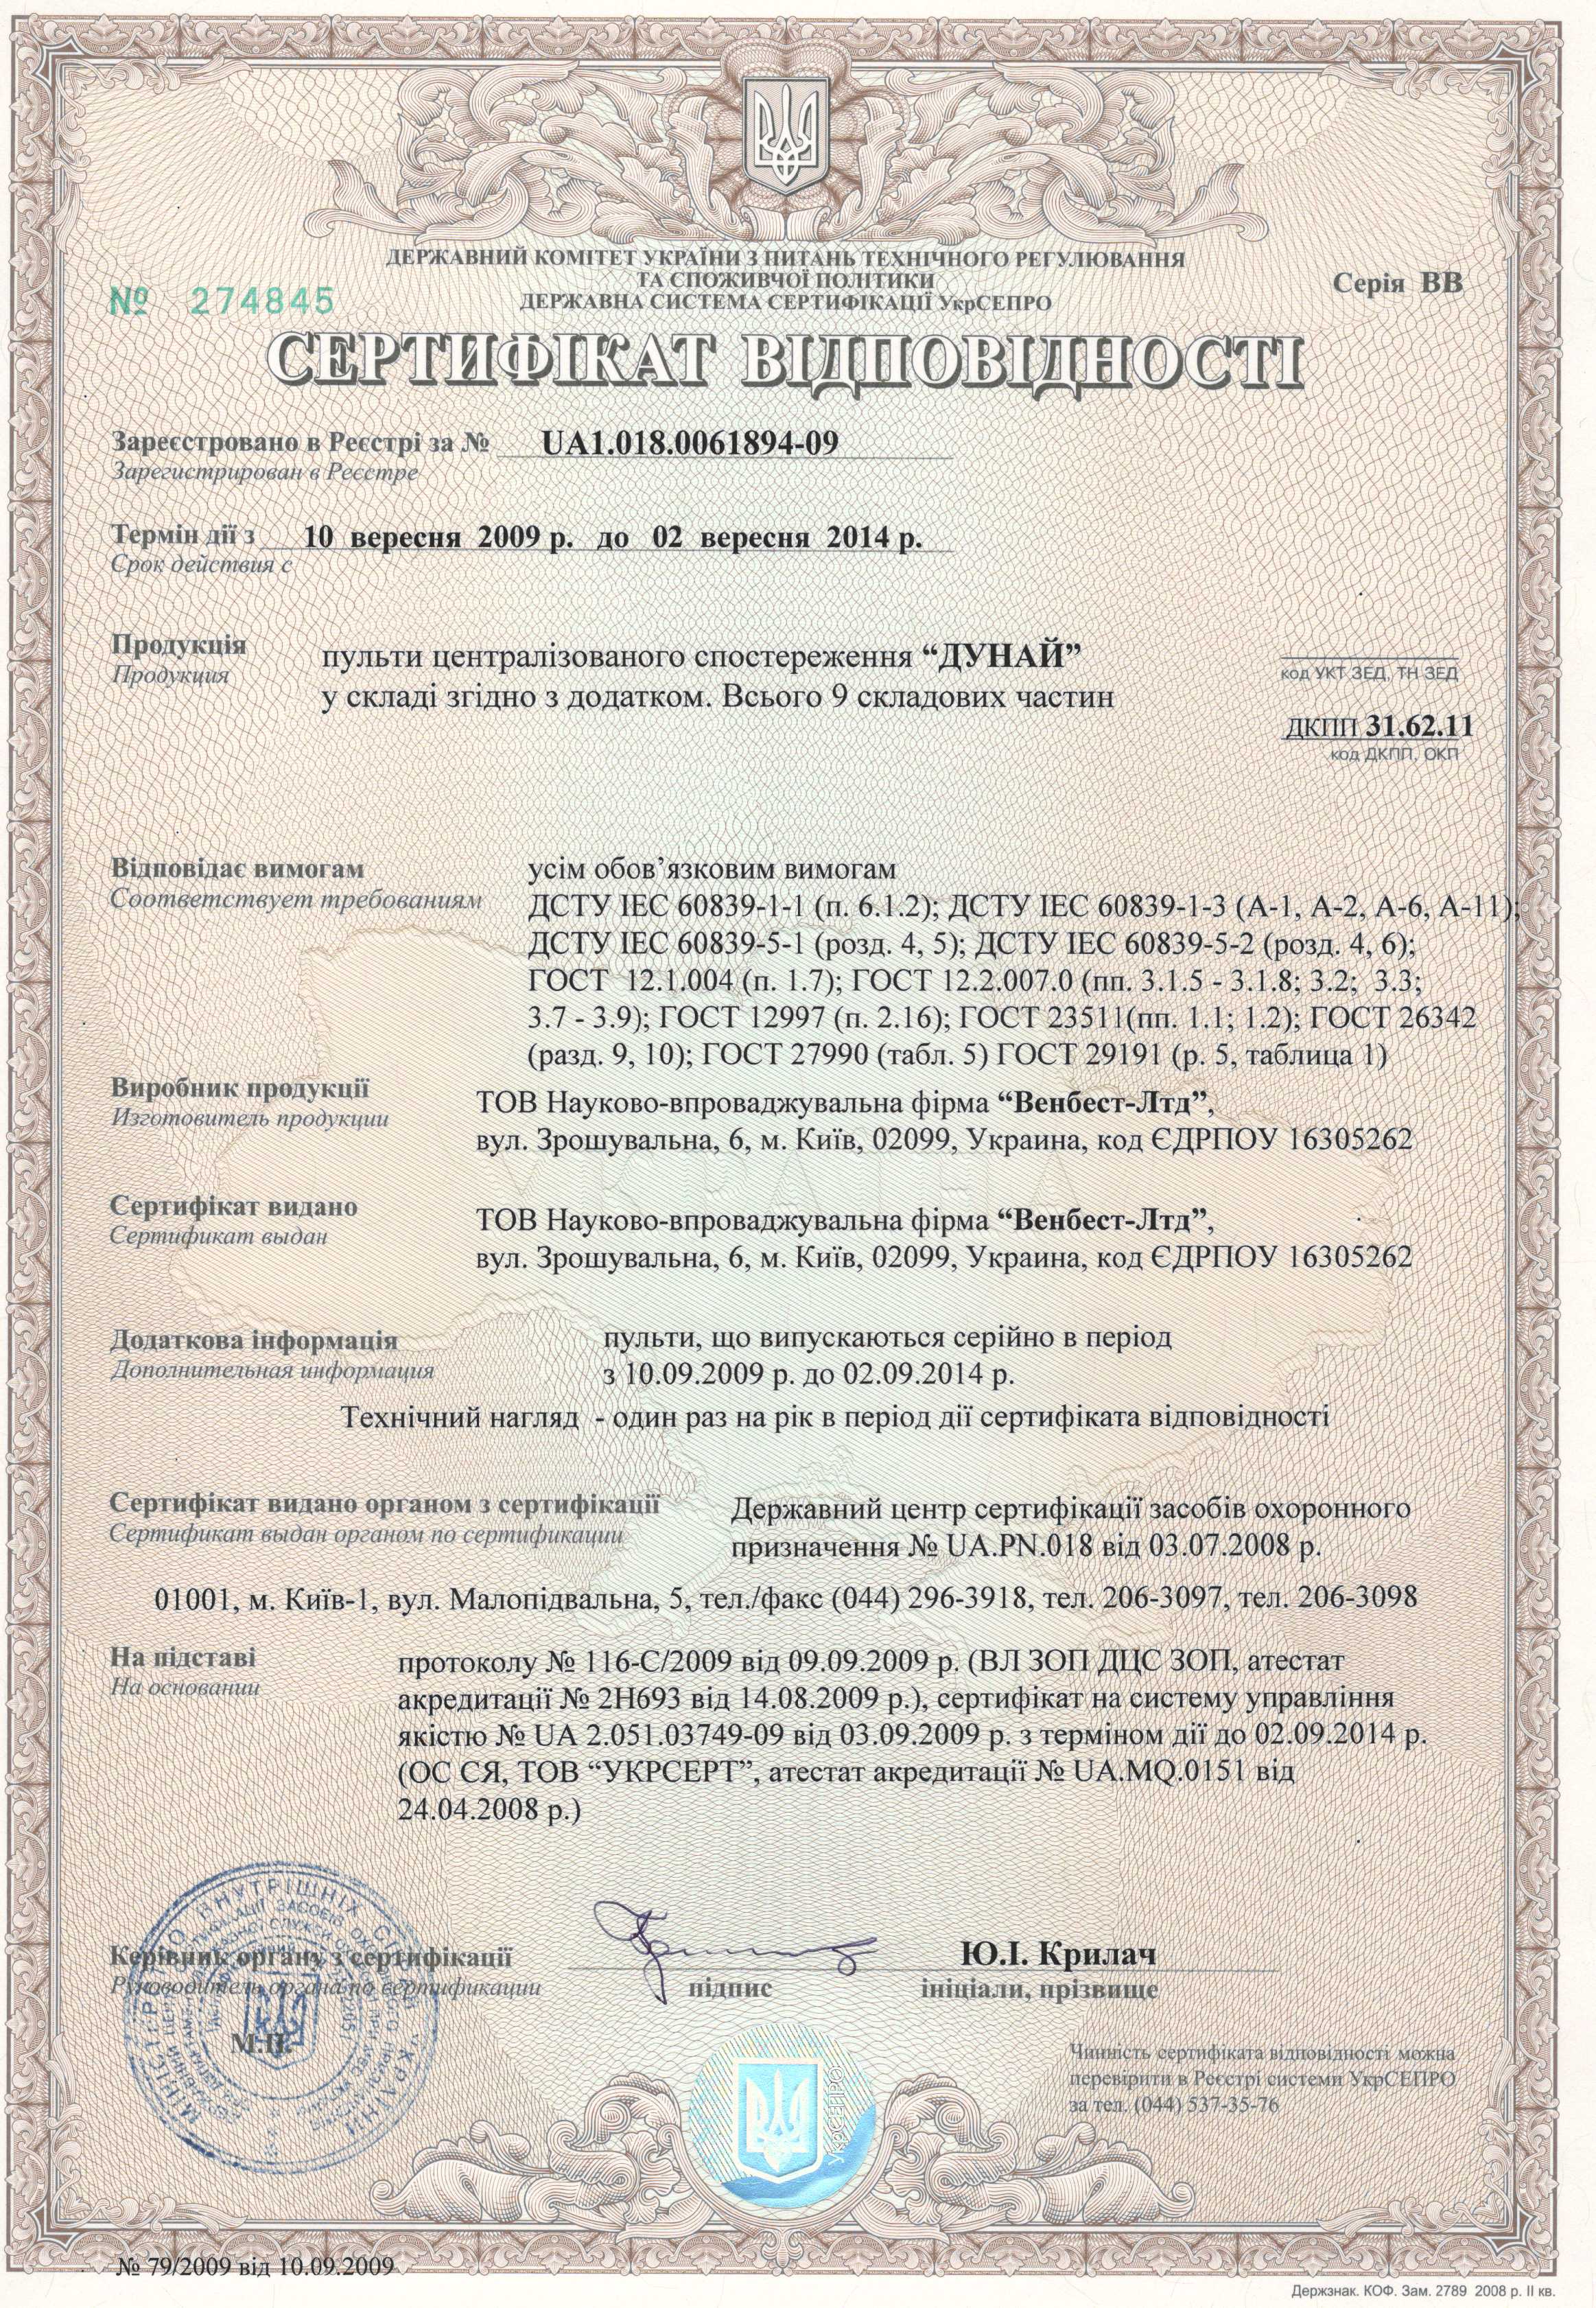 ДЕРЖАВНИЙ КОМІТЕТ УКРАЇНИ З ПИТАНЬ ТЕХНІЧНОГО РЕГУЛЮВАННЯ
ТА СПОЖИВЧОЇ ПОЛІТИКИ
ДЕРЖАВНА СИСТЕМА СЕРТИФІКАЦІЇ УкрСЕПРО
№ 274845
Серія ВВ
СЕРТИФІКАТ ВІДПОВІДНОСТІ
Зареєстровано в Реєстрі за № UA1.018.0061894-09
Зарегистрирован в Реєстре
Термін дії з 10 вересня 2009 р. до 02 вересня 2014 р.
Срок действия с
Продукція
Продукция
пульти централізованого спостереження “ДУНАЙ”
у складі згідно з додатком. Всього 9 складових частин
код УКТ ЗЕД, ТН ЗЕД
ДКПП 31.62.11
код ДКПП, ОКП
Відповідає вимогам
Соответствует требованиям
усім обов’язковим вимогам
ДСТУ IEC 60839-1-1 (п. 6.1.2); ДСТУ IEC 60839-1-3 (А-1, А-2, А-6, А-11);
ДСТУ IEC 60839-5-1 (розд. 4, 5); ДСТУ IEC 60839-5-2 (розд. 4, 6);
ГОСТ 12.1.004 (п. 1.7); ГОСТ 12.2.007.0 (пп. 3.1.5 - 3.1.8; 3.2; 3.3;
3.7 - 3.9); ГОСТ 12997 (п. 2.16); ГОСТ 23511(пп. 1.1; 1.2); ГОСТ 26342
(разд. 9, 10); ГОСТ 27990 (табл. 5) ГОСТ 29191 (р. 5, таблица 1)
Виробник продукції
Изготовитель продукции
ТОВ Науково-впроваджувальна фірма “Венбест-Лтд”,
вул. Зрошувальна, 6, м. Київ, 02099, Украина, код ЄДРПОУ 16305262
Сертифікат видано
Сертификат выдан
ТОВ Науково-впроваджувальна фірма “Венбест-Лтд”,
вул. Зрошувальна, 6, м. Київ, 02099, Украина, код ЄДРПОУ 16305262
Додаткова інформація
Дополнительная информация
пульти, що випускаються серійно в період
з 10.09.2009 р. до 02.09.2014 р.
Технічний нагляд - один раз на рік в період дії сертифіката відповідності
Сертифікат видано органом з сертифікації
Сертификат выдан органом по сертификации
Державний центр сертифікації засобів охоронного
призначення № UA.PN.018 від 03.07.2008 р.
01001, м. Київ-1, вул. Малопідвальна, 5, тел./факс (044) 296-3918, тел. 206-3097, тел. 206-3098
На підставі
На основании
протоколу № 116-С/2009 від 09.09.2009 р. (ВЛ ЗОП ДЦС ЗОП, атестат
акредитації № 2Н693 від 14.08.2009 р.), сертифікат на систему управління
якістю № UA 2.051.03749-09 від 03.09.2009 р. з терміном дії до 02.09.2014 р.
(ОС СЯ, ТОВ “УКРСЕРТ”, атестат акредитації № UA.MQ.0151 від
24.04.2008 р.)
Керівник органу з сертифікації
Руководитель органа по сертификации
Ю.І. Крилач
підпис
ініціали, прізвище
М.П.
УкрСЕПРО
Чинність сертифіката відповідності можна
перевірити в Реєстрі системи УкрСЕПРО
за тел. (044) 537-35-76
№ 79/2009 від 10.09.2009
Держзнак. КОФ. Зам. 2789 2008 р. II кв.